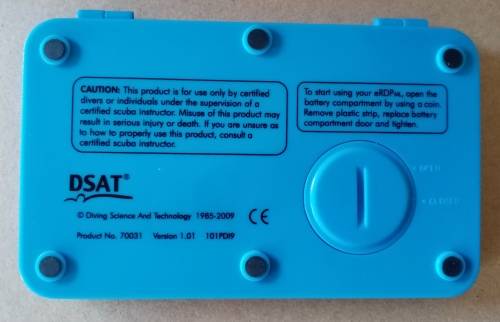 CAUTION: This product is for use only by certified
divers or individuals under the supervision of a
certified scuba instructor. Misuse of this product may
result in serious injury or death. If you are unsure as
to how to properly use this product, consult a
certified scuba instructor.
To start using your eRDPML, open the
battery compartment by using a coin.
Remove plastic strip, replace battery
compartment door and tighten.
OPEN
CLOSED
DSAT®
© Diving Science And Technology 1985-2009 CE
Product No. 70031 Version 1.01 101PDI9